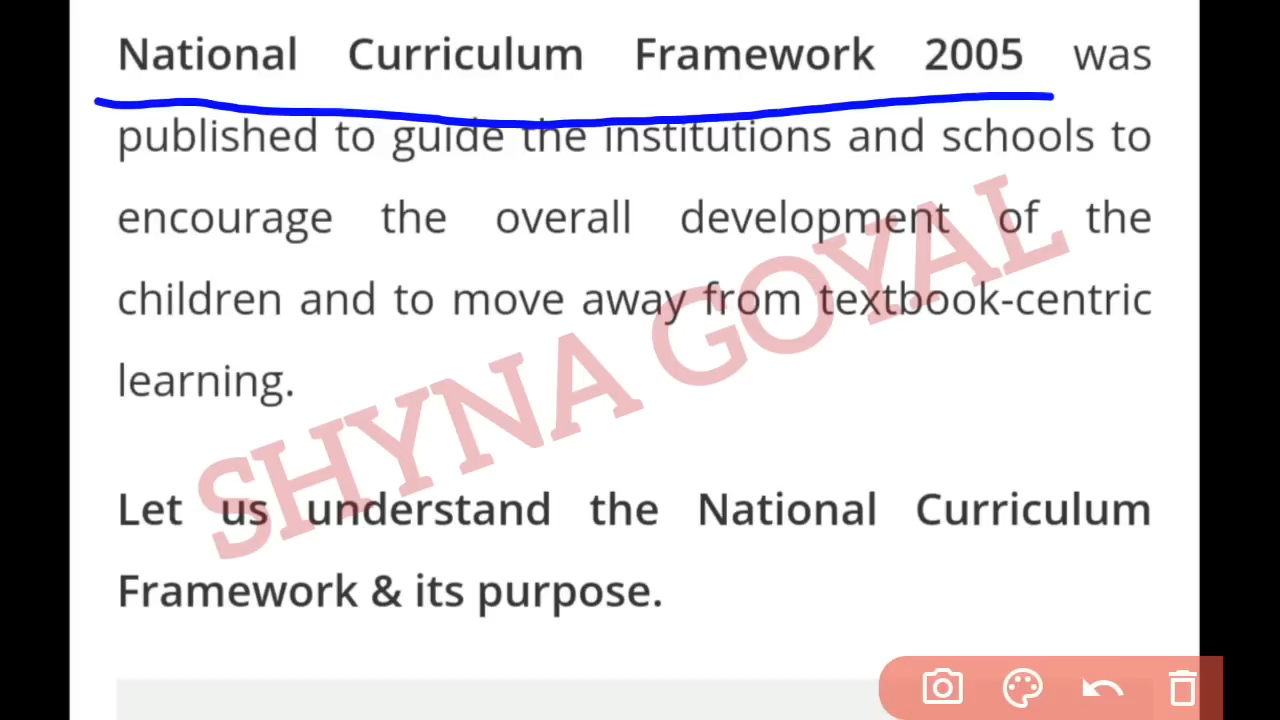 National Curriculum Framework 2005 was
published to guide the institutions and schools to
encourage the overall development of the
children and to move away from textbook-centric
learning.
SHYNA GOYAL
Let us understand the National Curriculum
Framework & its purpose.